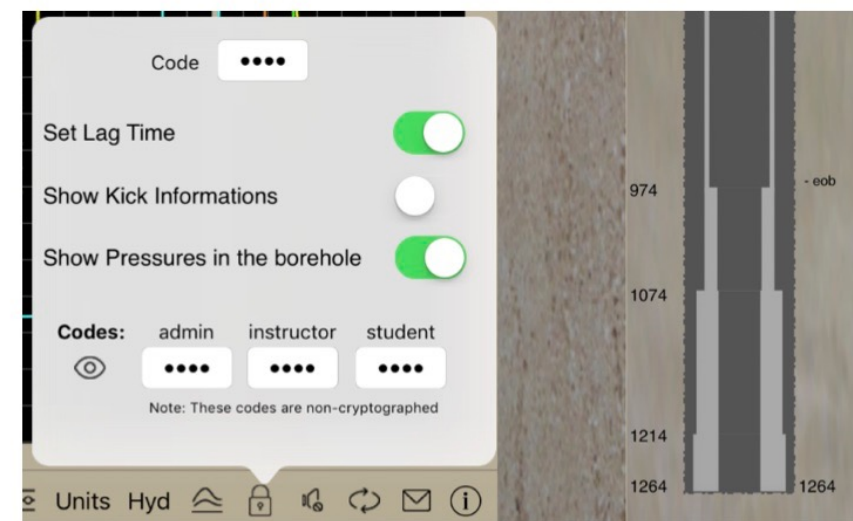 Code ••••
Set Lag Time
Show Kick Informations
Show Pressures in the borehole
Codes: admin instructor student
•••• •••• ••••
Note: These codes are non-cryptographed
Units Hyd
974 - eob
1074
1214
1264 1264